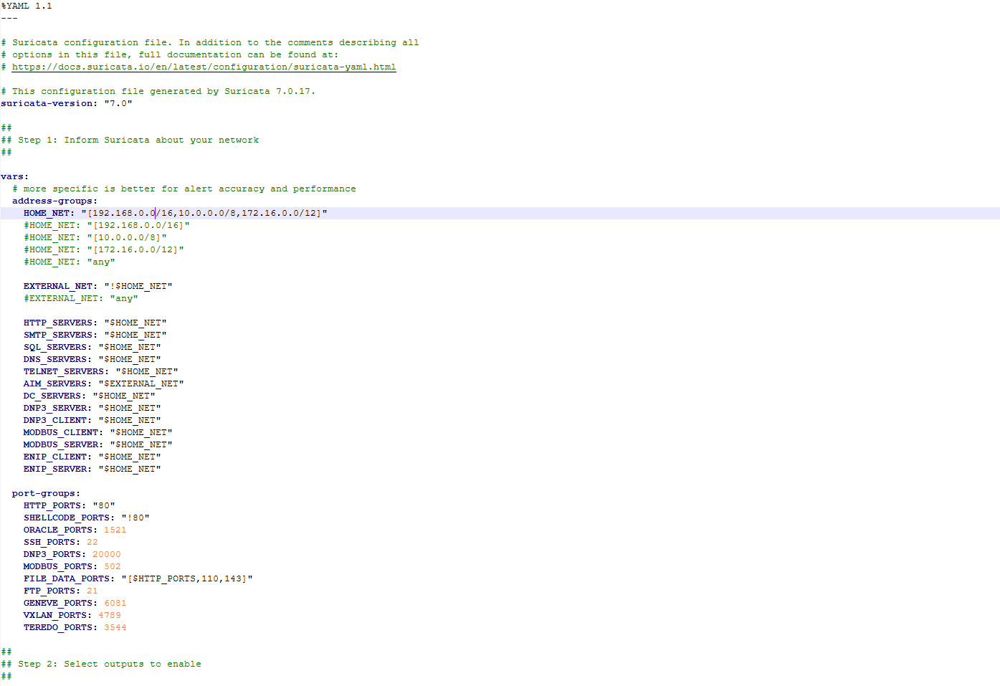 %YAML 1.1
---

# Suricata configuration file. In addition to the comments describing all
# options in this file, full documentation can be found at:
# https://docs.suricata.io/en/latest/configuration/suricata-yaml.html

# This configuration file generated by Suricata 7.0.17.
suricata-version: "7.0"

##
## Step 1: Inform Suricata about your network
##

vars:
  # more specific is better for alert accuracy and performance
  address-groups:
    HOME_NET: "[192.168.0.0/16,10.0.0.0/8,172.16.0.0/12]"
    #HOME_NET: "[192.168.0.0/16]"
    #HOME_NET: "[10.0.0.0/8]"
    #HOME_NET: "[172.16.0.0/12]"
    #HOME_NET: "any"

    EXTERNAL_NET: "!$HOME_NET"
    #EXTERNAL_NET: "any"

    HTTP_SERVERS: "$HOME_NET"
    SMTP_SERVERS: "$HOME_NET"
    SQL_SERVERS: "$HOME_NET"
    DNS_SERVERS: "$HOME_NET"
    TELNET_SERVERS: "$HOME_NET"
    AIM_SERVERS: "$EXTERNAL_NET"
    DC_SERVERS: "$HOME_NET"
    DNP3_SERVER: "$HOME_NET"
    DNP3_CLIENT: "$HOME_NET"
    MODBUS_CLIENT: "$HOME_NET"
    MODBUS_SERVER: "$HOME_NET"
    ENIP_CLIENT: "$HOME_NET"
    ENIP_SERVER: "$HOME_NET"

  port-groups:
    HTTP_PORTS: "80"
    SHELLCODE_PORTS: "!80"
    ORACLE_PORTS: 1521
    SSH_PORTS: 22
    DNP3_PORTS: 20000
    MODBUS_PORTS: 502
    FILE_DATA_PORTS: "[$HTTP_PORTS,110,143]"
    FTP_PORTS: 21
    GENEVE_PORTS: 6081
    VXLAN_PORTS: 4789
    TEREDO_PORTS: 3544

##
## Step 2: Select outputs to enable
##